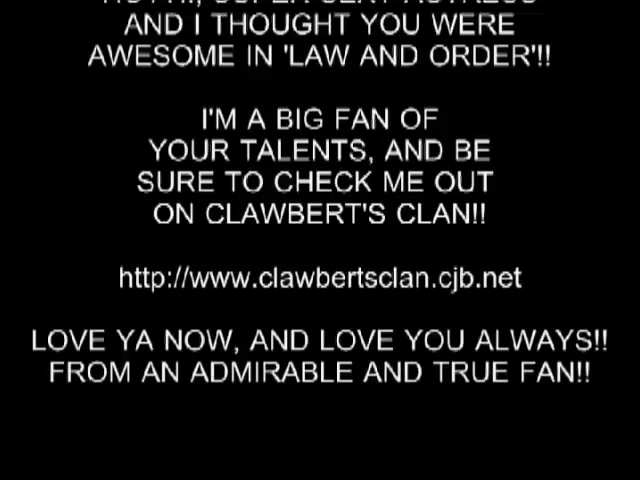 AND I THOUGHT YOU WERE
AWESOME IN 'LAW AND ORDER'!!
I'M A BIG FAN OF
YOUR TALENTS, AND BE
SURE TO CHECK ME OUT
ON CLAWBERT'S CLAN!!
http://www.clawbertsclan.cjb.net
LOVE YA NOW, AND LOVE YOU ALWAYS!!
FROM AN ADMIRABLE AND TRUE FAN!!